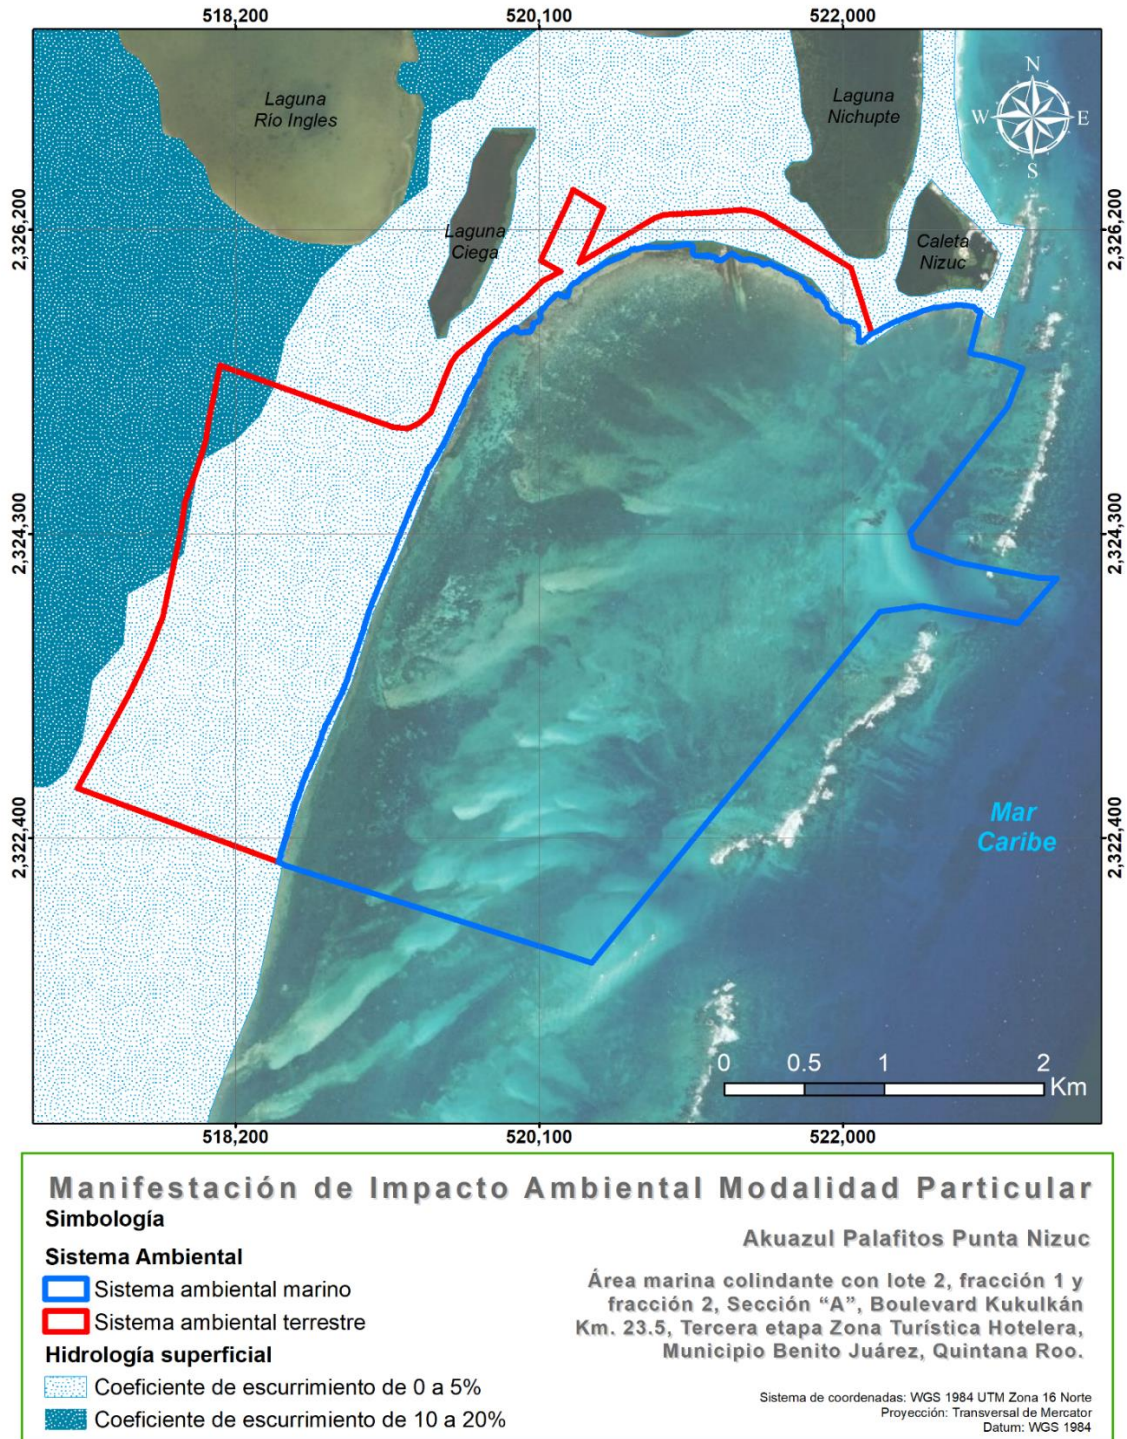 518,200
520,100
522,000
Laguna
Río Ingles
Laguna
Nichupte
N
W
E
S
2,326,200
2,326,200
Laguna
Ciega
Caleta
Nizuc
2,324,300
2,324,300
Mar
Caribe
2,322,400
2,322,400
0 0.5 1 2
Km
518,200
520,100
522,000
Manifestación de Impacto Ambiental Modalidad Particular
Simbología
Sistema Ambiental
Sistema ambiental marino
Sistema ambiental terrestre
Hidrología superficial
Coeficiente de escurrimiento de 0 a 5%
Coeficiente de escurrimiento de 10 a 20%
Akuazul Palafitos Punta Nizuc
Área marina colindante con lote 2, fracción 1 y
fracción 2, Sección “A”, Boulevard Kukulkán
Km. 23.5, Tercera etapa Zona Turística Hotelera,
Municipio Benito Juárez, Quintana Roo.
Sistema de coordenadas: WGS 1984 UTM Zona 16 Norte
Proyección: Transversal de Mercator
Datum: WGS 1984